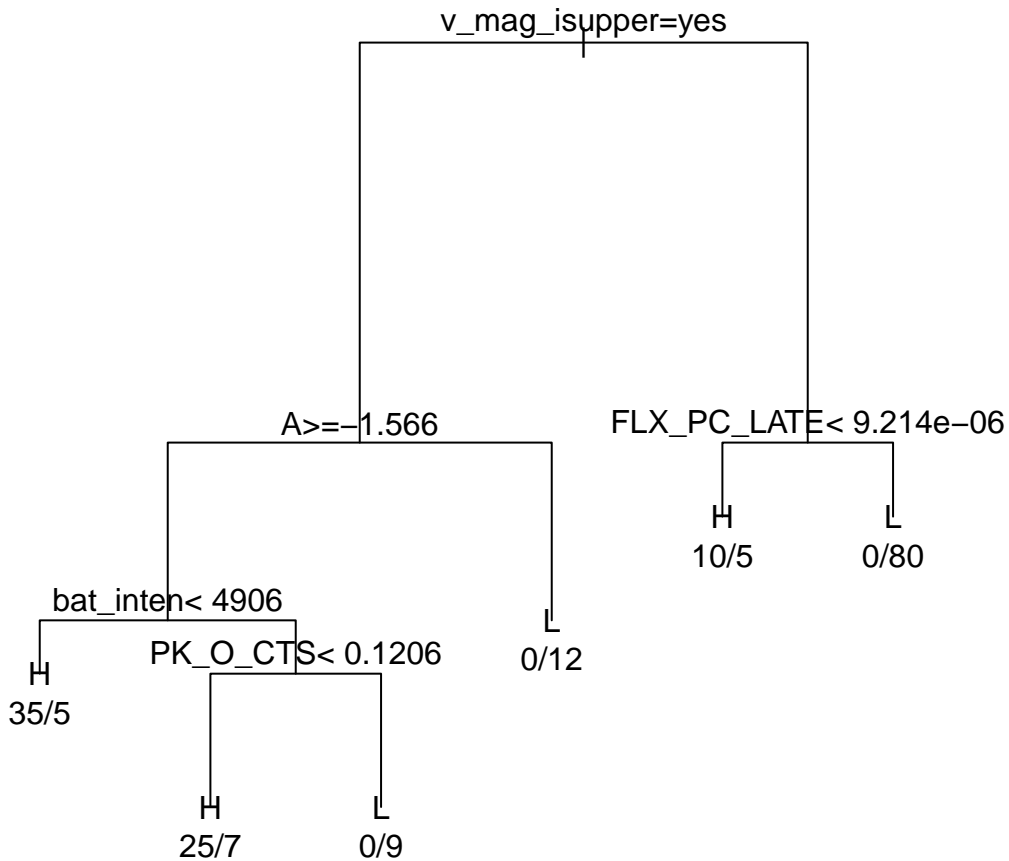 v_mag_isupper=yes
A>=−1.566
FLX_PC_LATE< 9.214e−06
H
10/5
L
0/80
bat_inten< 4906
L
0/12
PK_O_CTS< 0.1206
H
35/5
H
25/7
L
0/9